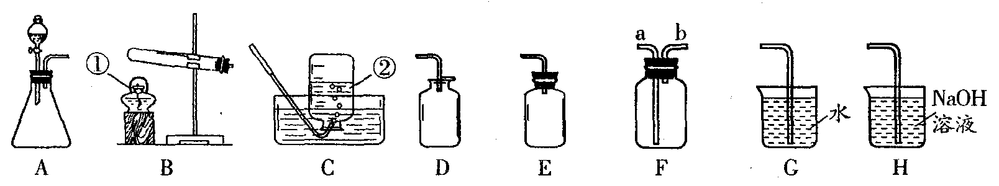 a b
① ②
水
NaOH
溶液
A B C D E F G H